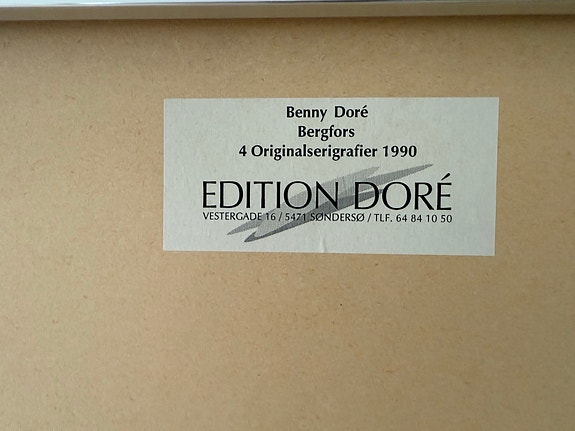 Benny Doré
Bergfors
4 Originalserigrafier 1990
EDITION DORÉ
VESTERGADE 16 / 5471 SØNDERSØ / TLF. 64 84 10 50